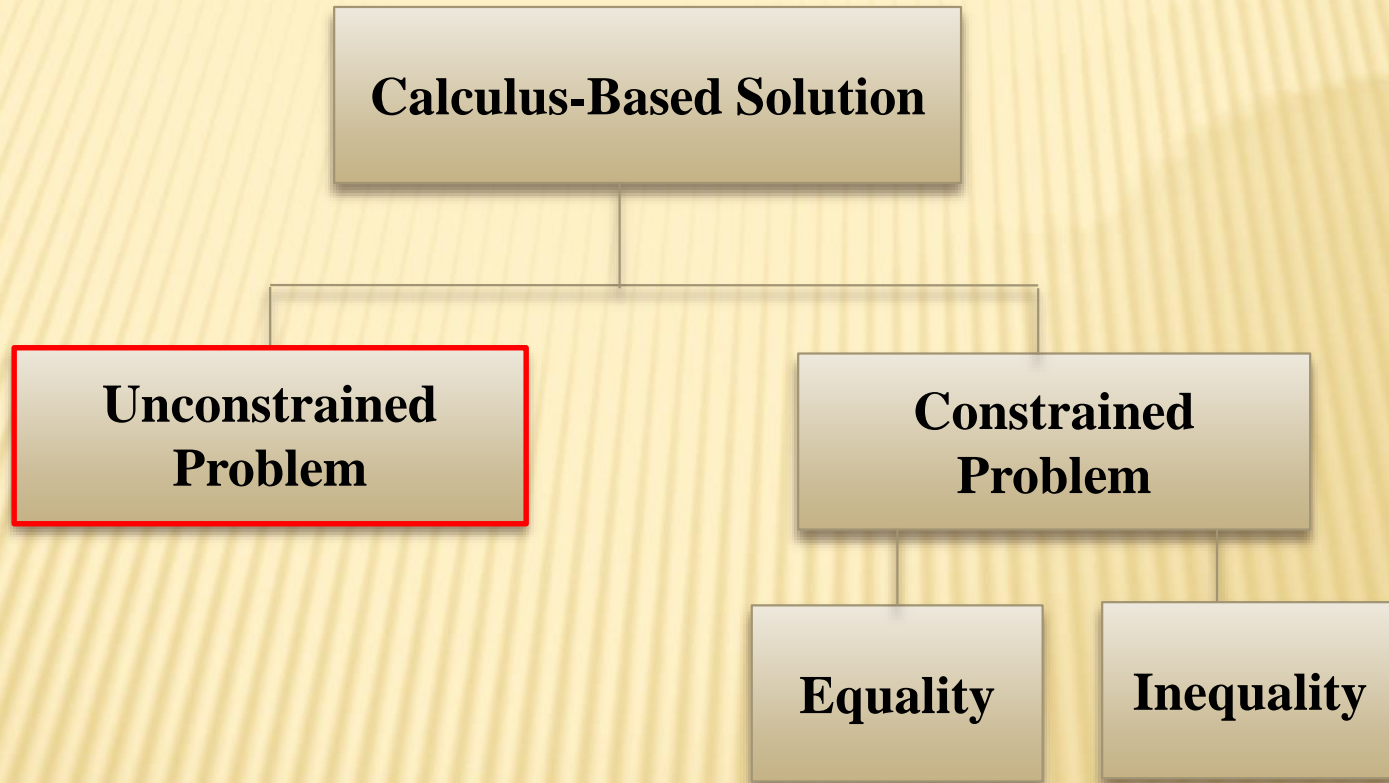 Calculus-Based Solution
Unconstrained
Problem
Constrained
Problem
Equality
Inequality